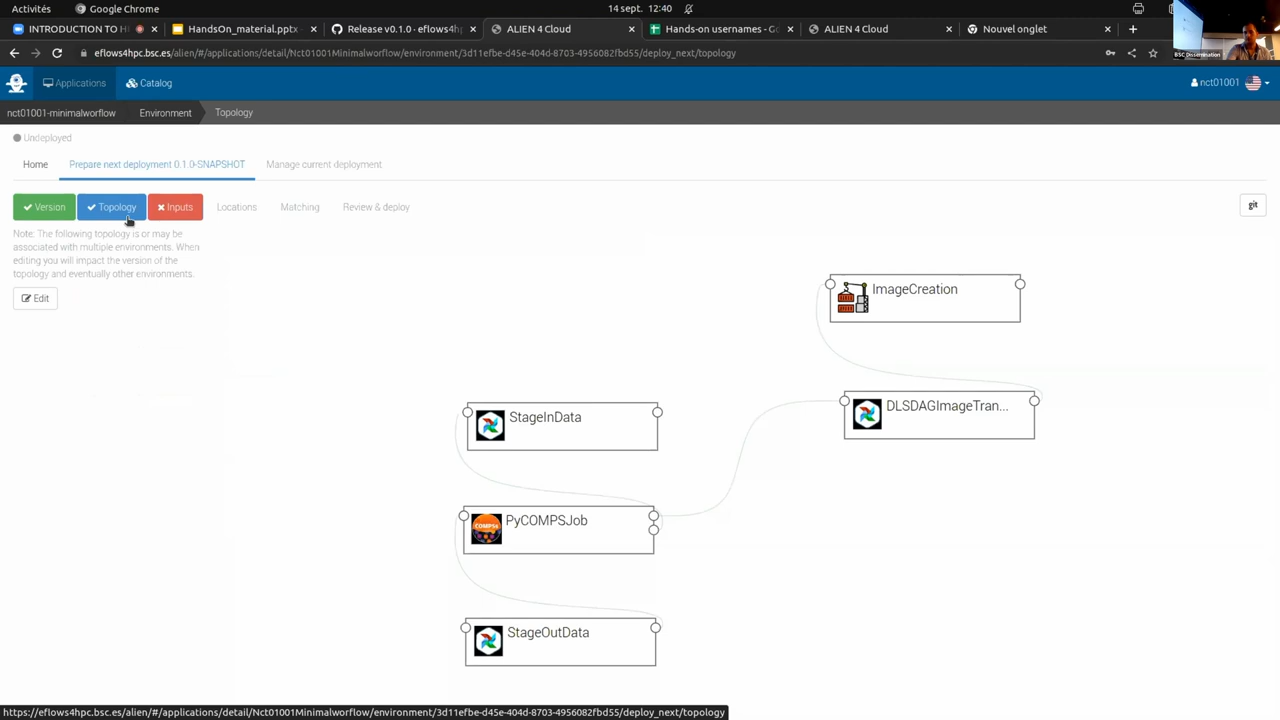 Activités
Google Chrome
14 sept. 12:40
INTRODUCTION TO H
HandsOn_material.pptx -
Release v0.1.0 · eflows4hp
ALIEN 4 Cloud
Hands-on usernames - Go
ALIEN 4 Cloud
Nouvel onglet
eflows4hpc.bsc.es/alien/#/applications/detail/Nct01001Minimalworflow/environment/3d11efbe-d45e-404d-8703-4956082fbd55/deploy_next/topology
BSC Dissemination
Applications
Catalog
nct01001
nct01001-minimalworflow
Environment
Topology
Undeployed
Home
Prepare next deployment 0.1.0-SNAPSHOT
Manage current deployment
Version
Topology
Inputs
Locations
Matching
Review & deploy
git
Note: The following topology is or may be
associated with multiple environments. When
editing you will impact the version of the
topology and eventually other environments.
Edit
ImageCreation
DLSDAGImageTran...
StageInData
COMPSs
PyCOMPSJob
StageOutData
https://eflows4hpc.bsc.es/alien/#/applications/detail/Nct01001Minimalworflow/environment/3d11efbe-d45e-404d-8703-4956082fbd55/deploy_next/topology